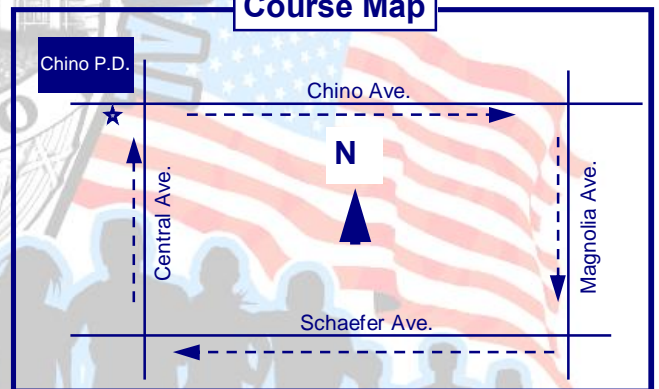 Course Map
Chino P.D.
Chino Ave.
N
Central Ave.
Magnolia Ave.
Schaefer Ave.